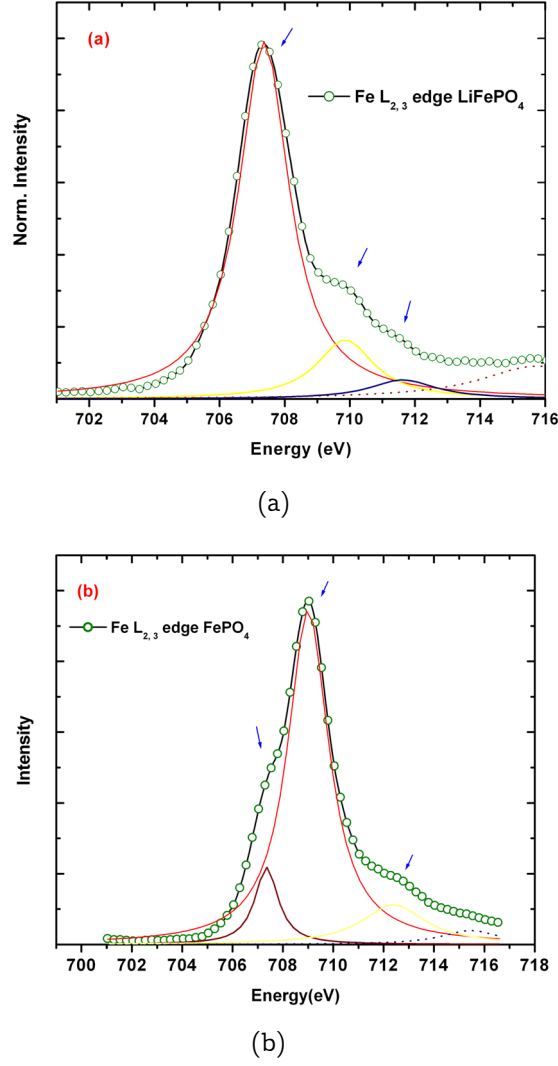 (a)
Fe L2, 3 edge LiFePO4
Norm. Intensity
702 704 706 708 710 712 714 716
Energy (eV)
(a)
(b)
Fe L2, 3 edge FePO4
Intensity
700 702 704 706 708 710 712 714 716 718
Energy(eV)
(b)